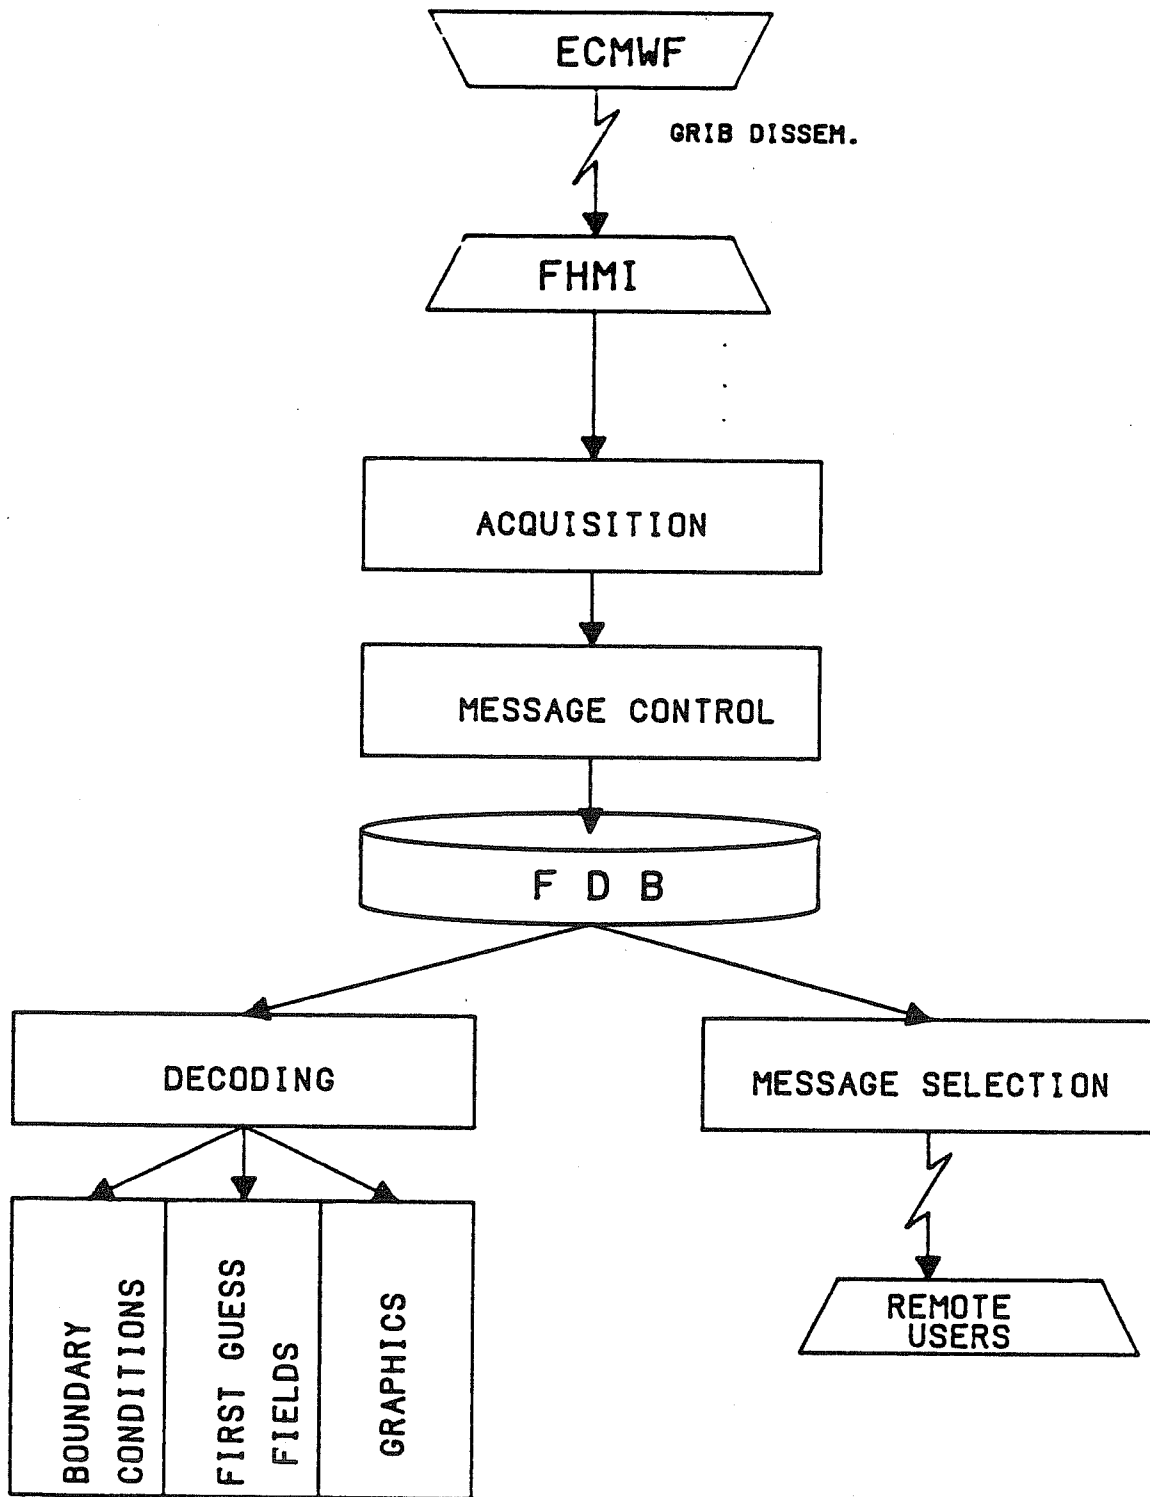 ECMWF
GRIB DISSEM.
FHMI
ACQUISITION
MESSAGE CONTROL
F D B
DECODING
MESSAGE SELECTION
BOUNDARY
CONDITIONS
FIRST GUESS
FIELDS
GRAPHICS
REMOTE
USERS